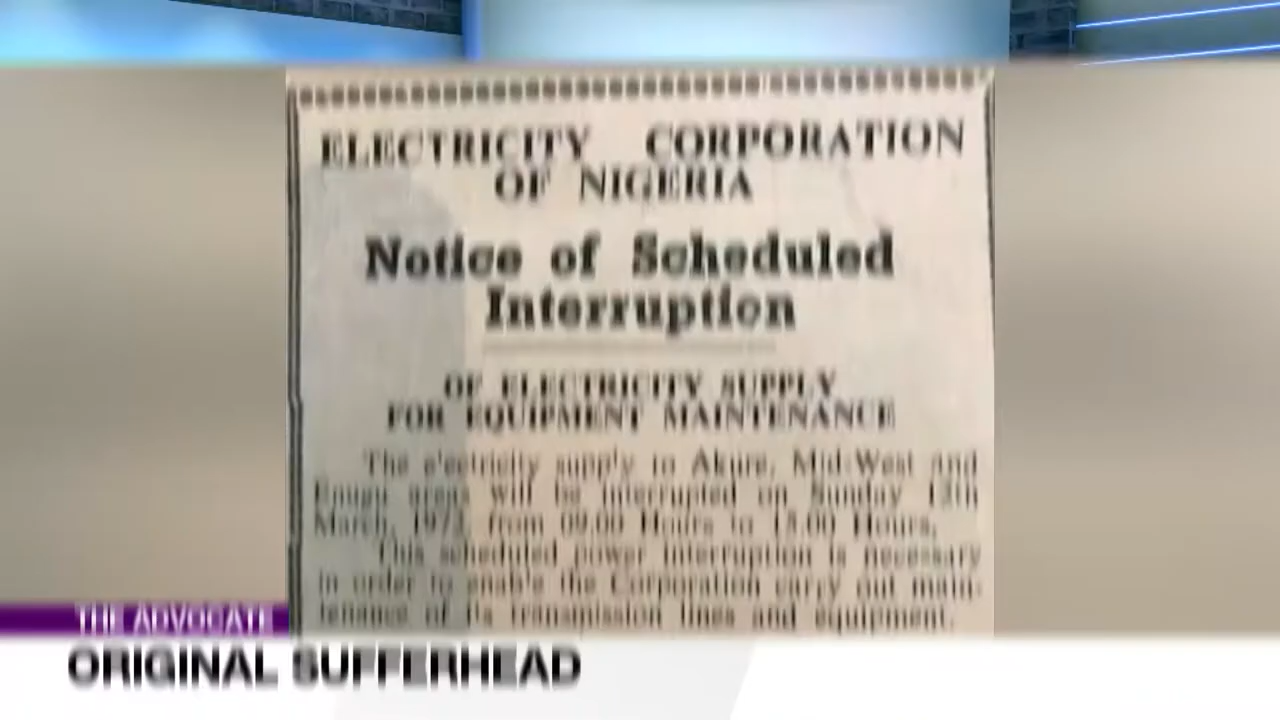 ELECTRICITY CORPORATION
OF NIGERIA
Notice of Scheduled
Interruption
OF ELECTRICITY SUPPLY
FOR EQUIPMENT MAINTENANCE
The electricity supply to Akure, Mid-West and
Enugu areas will be interrupted on Sunday 12th
March, 1972, from 09.00 Hours to 15.00 Hours.
This scheduled power interruption is necessary
in order to enable the Corporation carry out main-
tenance of its transmission lines and equipment.
THE ADVOCATE
ORIGINAL SUFFERHEAD